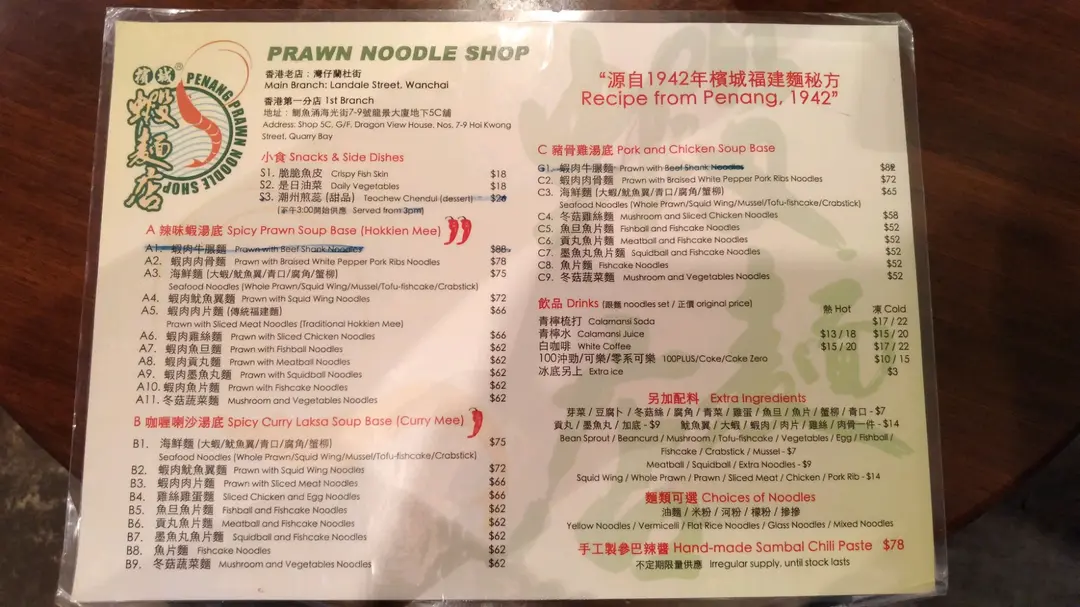 檳城
蝦麵店
PENANG PRAWN NOODLE SHOP
PRAWN NOODLE SHOP
香港老店：灣仔蘭杜街
Main Branch: Landale Street, Wanchai
香港第一分店 1st Branch
地址：鰂魚涌海光街7-9號龍景大廈地下5C舖
Address: Shop 5C, G/F, Dragon View House, Nos. 7-9 Hoi Kwong
Street, Quarry Bay
小食 Snacks & Side Dishes
S1. 脆脆魚皮 Crispy Fish Skin $18
S2. 是日油菜 Daily Vegetables $18
S3. 潮州煎蕊 (甜品) Teochew Chendul (dessert)
(下午3:00開始供應 Served from 3pm)
A 辣味蝦湯底 Spicy Prawn Soup Base (Hokkien Mee)
A1. 蝦肉牛腱麵 Prawn with Beef Shank Noodles $88
A2. 蝦肉肉骨麵 Prawn with Braised White Pepper Pork Ribs Noodles $78
A3. 海鮮麵 (大蝦/魷魚翼/青口/腐角/蟹柳) $75
Seafood Noodles (Whole Prawn/Squid Wing/Mussel/Tofu-fishcake/Crabstick)
A4. 蝦肉魷魚翼麵 Prawn with Squid Wing Noodles $72
A5. 蝦肉肉片麵 (傳統福建麵) $66
Prawn with Sliced Meat Noodles (Traditional Hokkien Mee)
A6. 蝦肉雞絲麵 Prawn with Sliced Chicken Noodles $66
A7. 蝦肉魚旦麵 Prawn with Fishball Noodles $62
A8. 蝦肉貢丸麵 Prawn with Meatball Noodles $62
A9. 蝦肉墨魚丸麵 Prawn with Squidball Noodles $62
A10. 蝦肉魚片麵 Prawn with Fishcake Noodles $62
A11. 冬菇蔬菜麵 Mushroom and Vegetables Noodles $62
B 咖喱喇沙湯底 Spicy Curry Laksa Soup Base (Curry Mee)
B1. 海鮮麵 (大蝦/魷魚翼/青口/腐角/蟹柳) $75
Seafood Noodles (Whole Prawn/Squid Wing/Mussel/Tofu-fishcake/Crabstick)
B2. 蝦肉魷魚翼麵 Prawn with Squid Wing Noodles $72
B3. 蝦肉肉片麵 Prawn with Sliced Meat Noodles $66
B4. 雞絲雞蛋麵 Sliced Chicken and Egg Noodles $66
B5. 魚旦魚片麵 Fishball and Fishcake Noodles $62
B6. 貢丸魚片麵 Meatball and Fishcake Noodles $62
B7. 墨魚丸魚片麵 Squidball and Fishcake Noodles $62
B8. 魚片麵 Fishcake Noodles $62
B9. 冬菇蔬菜麵 Mushroom and Vegetables Noodles $62
“源自1942年檳城福建麵秘方
Recipe from Penang, 1942”
C 豬骨雞湯底 Pork and Chicken Soup Base
C1. 蝦肉牛腱麵 Prawn with Beef Shank Noodles
C2. 蝦肉肉骨麵 Prawn with Braised White Pepper Pork Ribs Noodles $72
C3. 海鮮麵 (大蝦/魷魚翼/青口/腐角/蟹柳) $65
Seafood Noodles (Whole Prawn/Squid Wing/Mussel/Tofu-fishcake/Crabstick)
C4. 冬菇雞絲麵 Mushroom and Sliced Chicken Noodles $58
C5. 魚旦魚片麵 Fishball and Fishcake Noodles $52
C6. 貢丸魚片麵 Meatball and Fishcake Noodles $52
C7. 墨魚丸魚片麵 Squidball and Fishcake Noodles $52
C8. 魚片麵 Fishcake Noodles $52
C9. 冬菇蔬菜麵 Mushroom and Vegetables Noodles $52
飲品 Drinks (跟麵 noodles set / 正價 original price) 熱 Hot 凍 Cold
青檸梳打 Calamansi Soda $17 / 22
青檸水 Calamansi Juice $13 / 18 $15 / 20
白咖啡 White Coffee $15 / 20 $17 / 22
100沖勁/可樂/零系可樂 100PLUS/Coke/Coke Zero $10 / 15
冰底另上 Extra ice $3
另加配料 Extra Ingredients
芽菜 / 豆腐卜 / 冬菇絲 / 腐角 / 青菜 / 雞蛋 / 魚旦 / 魚片 / 蟹柳 / 青口 - $7
貢丸 / 墨魚丸 / 加底 - $9 魷魚翼 / 大蝦 / 蝦肉 / 肉片 / 雞絲 / 肉骨一件 - $14
Bean Sprout / Beancurd / Mushroom / Tofu-fishcake / Vegetables / Egg / Fishball /
Fishcake / Crabstick / Mussel - $7
Meatball / Squidball / Extra Noodles - $9
Squid Wing / Whole Prawn / Prawn / Sliced Meat / Chicken / Pork Rib - $14
麵類可選 Choices of Noodles
油麵 / 米粉 / 河粉 / 檬粉 / 摻摻
Yellow Noodles / Vermicelli / Flat Rice Noodles / Glass Noodles / Mixed Noodles
手工製參巴辣醬 Hand-made Sambal Chili Paste $78
不定期限量供應 Irregular supply, until stock lasts